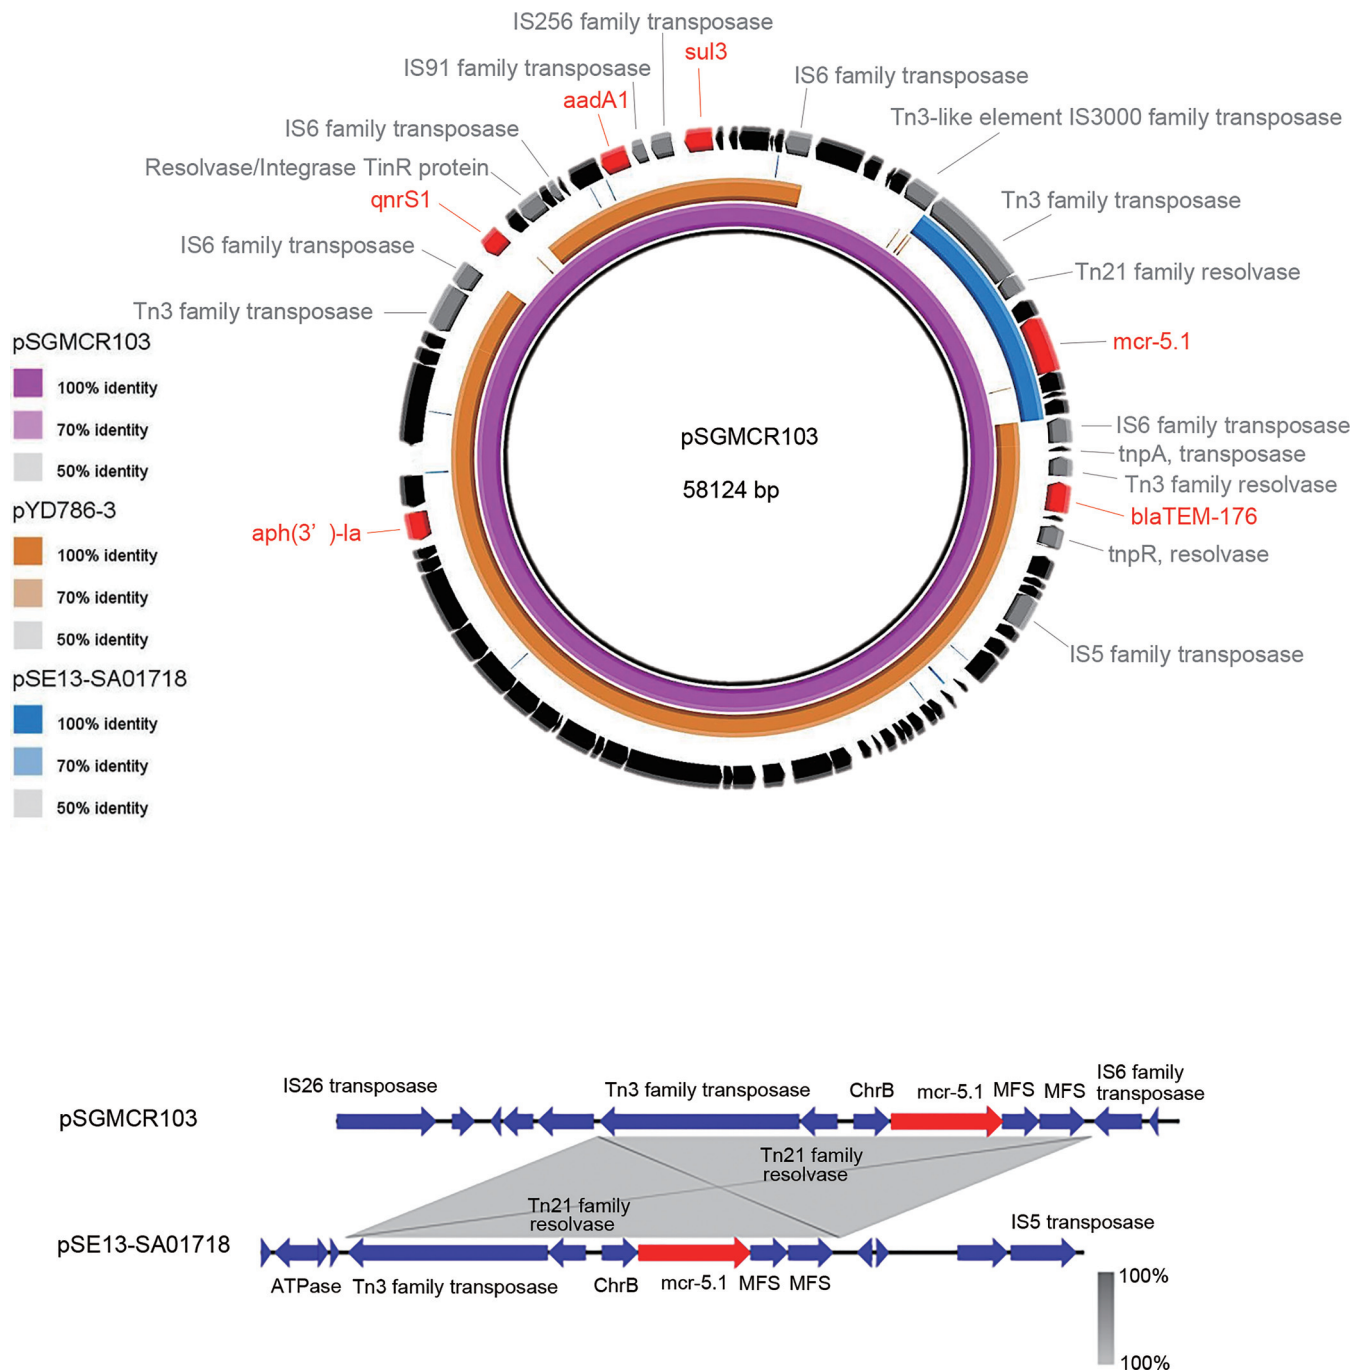 IS256 family transposase
sul3
IS91 family transposase
IS6 family transposase
aadA1
Tn3-like element IS3000 family transposase
IS6 family transposase
Resolvase/Integrase TinR protein
qnrS1
Tn3 family transposase
IS6 family transposase
Tn21 family resolvase
Tn3 family transposase
mcr-5.1
pSGMCR103
100% identity
70% identity
50% identity
IS6 family transposase
tnpA, transposase
Tn3 family resolvase
blaTEM-176
tnpR, resolvase
pSGMCR103
58124 bp
aph(3' )-Ia
pYD786-3
100% identity
70% identity
50% identity
IS5 family transposase
pSE13-SA01718
100% identity
70% identity
50% identity
IS26 transposase
Tn3 family transposase
ChrB
mcr-5.1
MFS
MFS
IS6 family
transposase
pSGMCR103
Tn21 family
resolvase
Tn21 family
resolvase
IS5 transposase
pSE13-SA01718
ATPase
Tn3 family transposase
ChrB
mcr-5.1
MFS
MFS
100%
100%